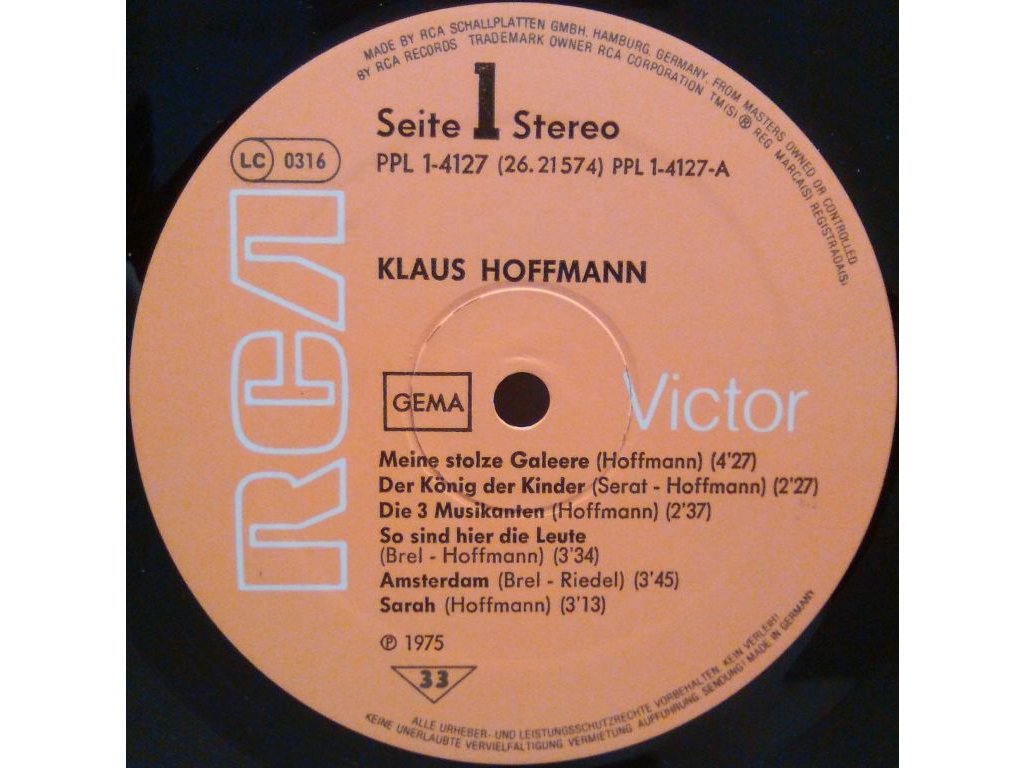 MADE BY RCA SCHALLPLATTEN GMBH, HAMBURG, GERMANY, FROM MASTERS OWNED OR CONTROLLED
BY RCA RECORDS TRADEMARK OWNER RCA CORPORATION TM(S) ® REG MARCA(S) REGISTRADA(S)
Seite 1 Stereo
LC 0316
PPL 1-4127 (26.21574) PPL 1-4127-A
RCA
KLAUS HOFFMANN
GEMA
Victor
Meine stolze Galeere (Hoffmann) (4'27)
Der König der Kinder (Serat - Hoffmann) (2'27)
Die 3 Musikanten (Hoffmann) (2'37)
So sind hier die Leute
(Brel - Hoffmann) (3'34)
Amsterdam (Brel - Riedel) (3'45)
Sarah (Hoffmann) (3'13)
℗ 1975
33
ALLE URHEBER- UND LEISTUNGSSCHUTZRECHTE VORBEHALTEN. KEIN VERLEIH!
KEINE UNERLAUBTE VERVIELFÄLTIGUNG VERMIETUNG AUFFÜHRUNG, SENDUNG! MADE IN GERMANY